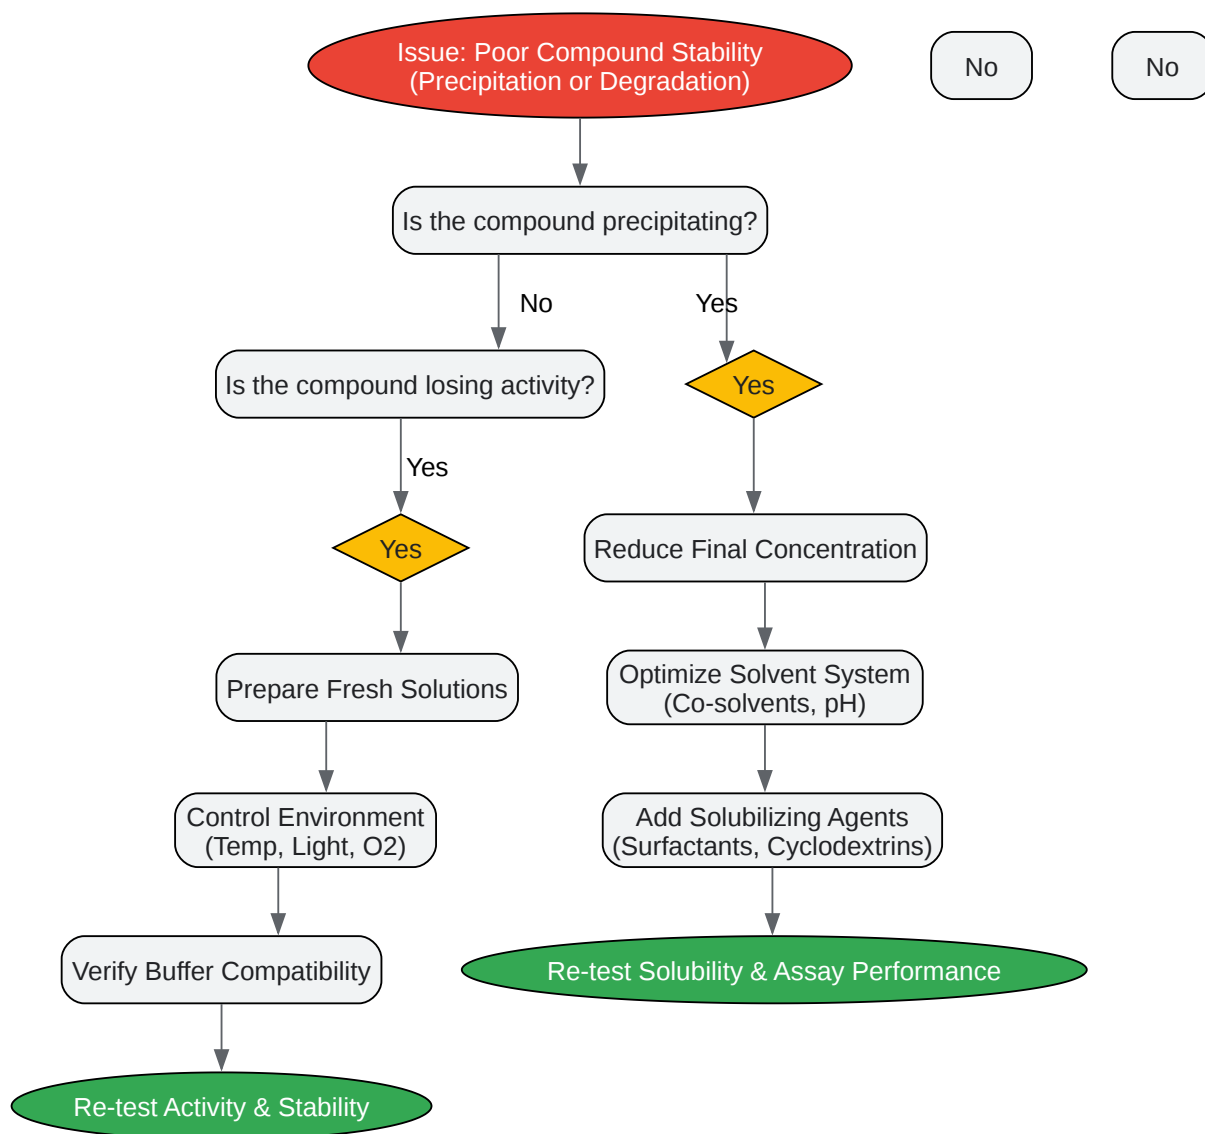 Issue: Poor Compound Stability
(Precipitation or Degradation)
No
No
Is the compound precipitating?
No
Yes
Is the compound losing activity?
Yes
Yes
Yes
Reduce Final Concentration
Prepare Fresh Solutions
Optimize Solvent System
(Co-solvents, pH)
Control Environment
(Temp, Light, O2)
Add Solubilizing Agents
(Surfactants, Cyclodextrins)
Verify Buffer Compatibility
Re-test Solubility & Assay Performance
Re-test Activity & Stability